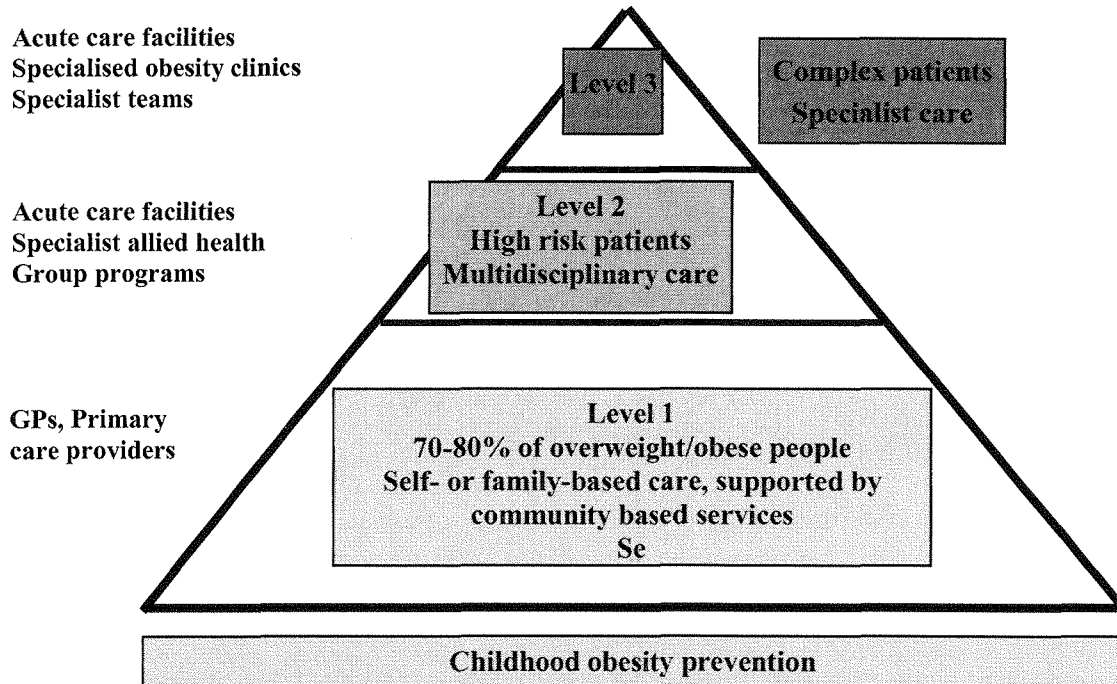 Acute care facilities
Specialised obesity clinics
Specialist teams
Level 3
Complex patients
Specialist care
Acute care facilities
Specialist allied health
Group programs
Level 2
High risk patients
Multidisciplinary care
GPs, Primary
care providers
Level 1
70-80% of overweight/obese people
Self- or family-based care, supported by
community based services
Se
Childhood obesity prevention